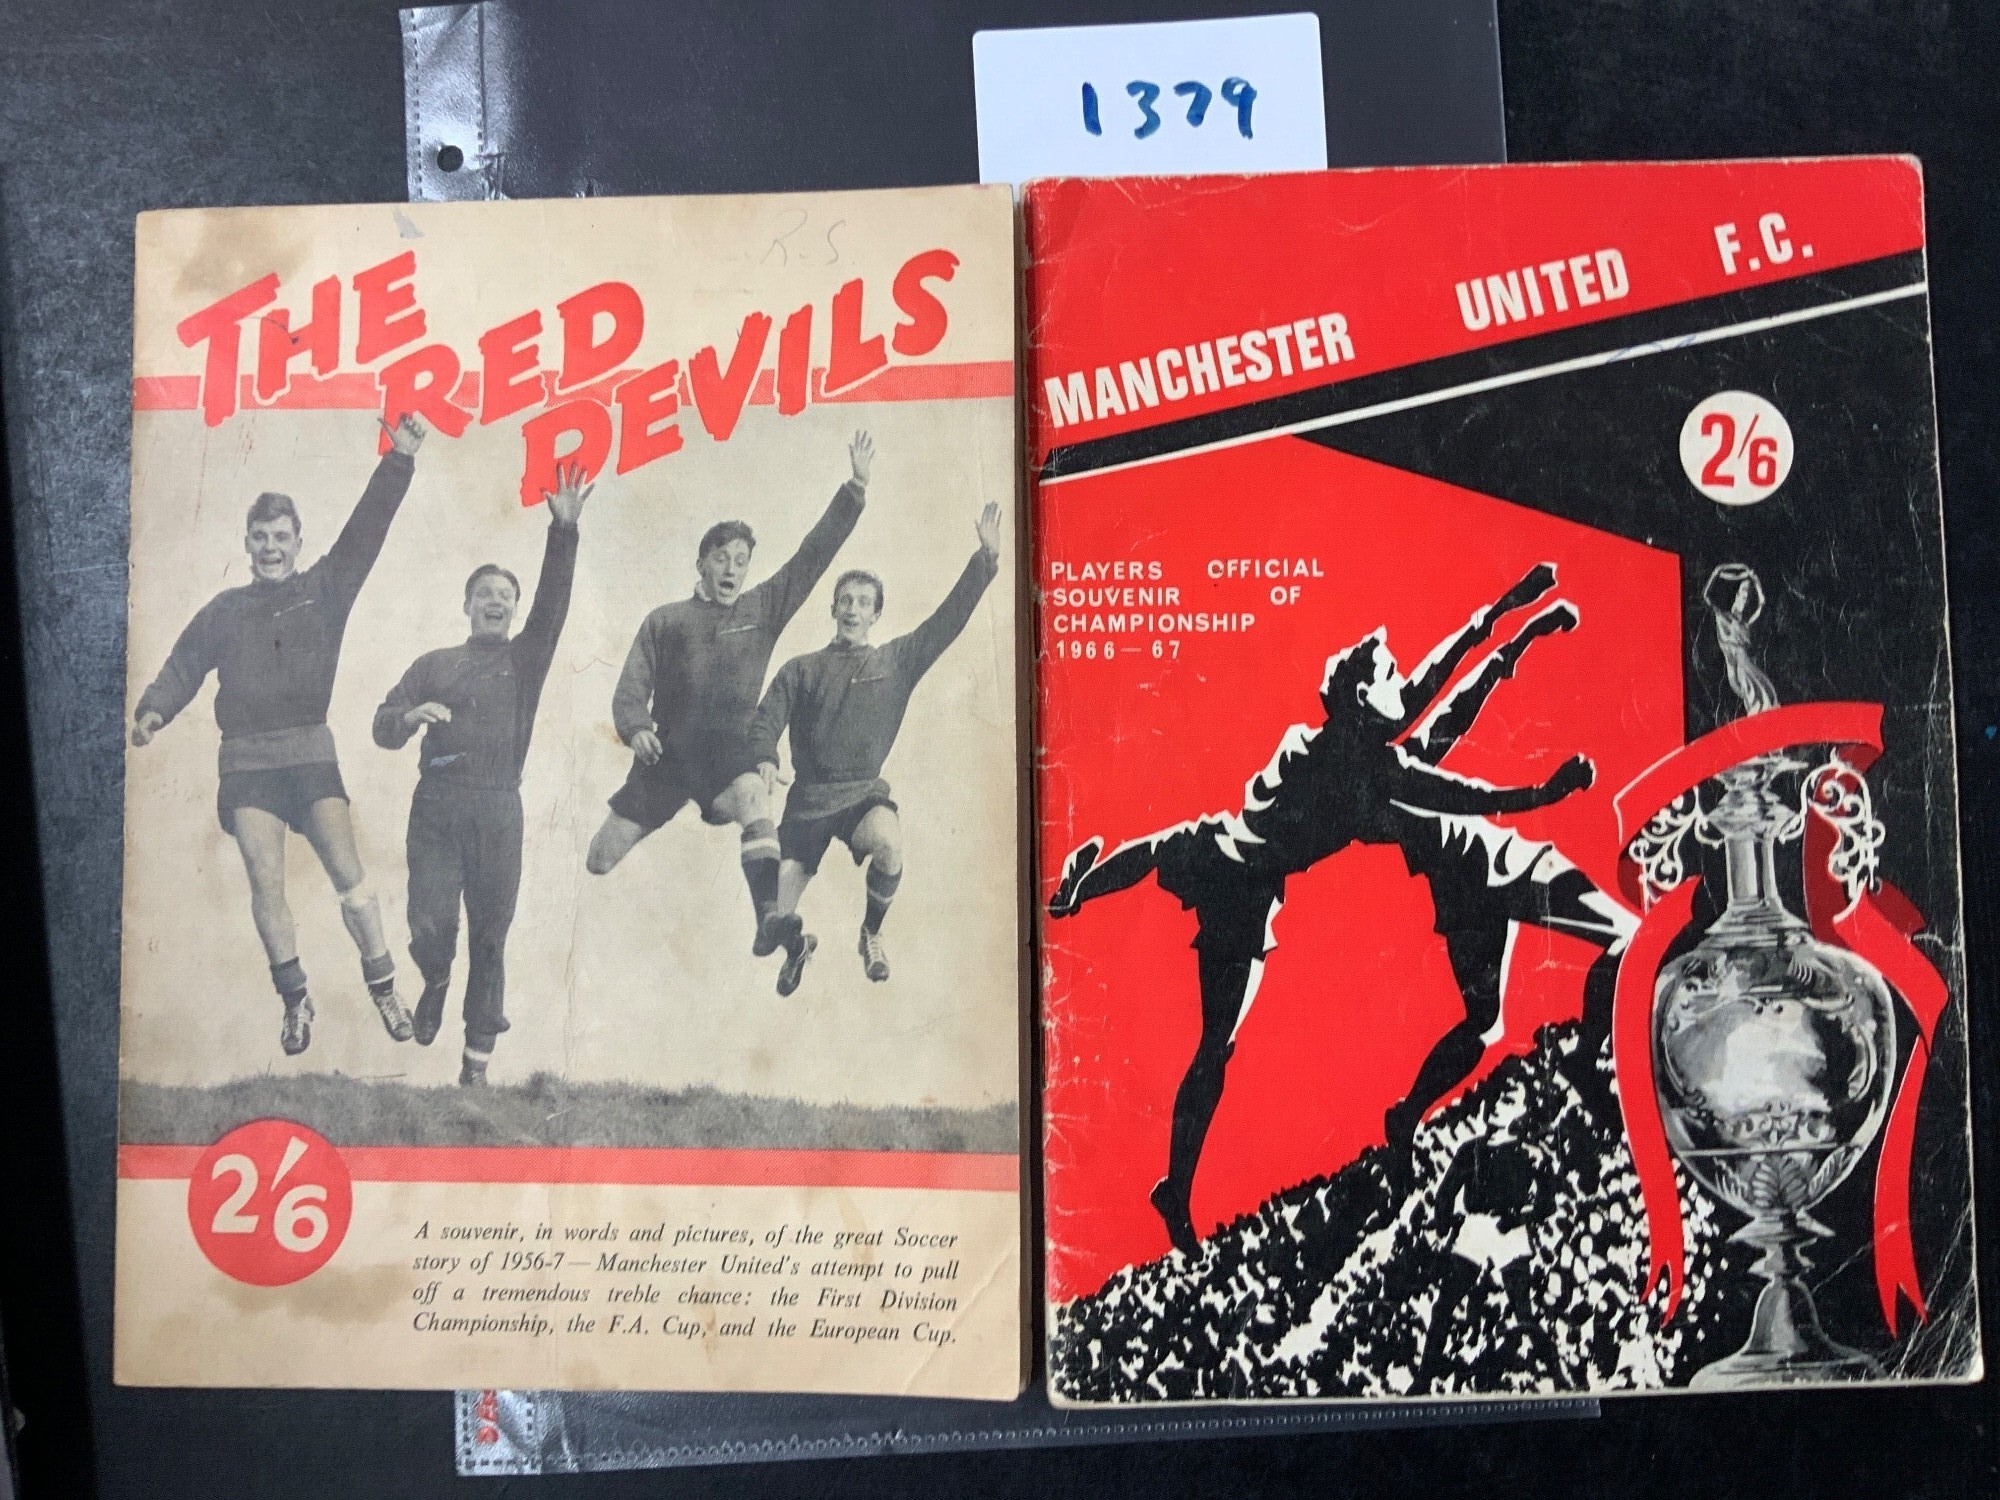 1379
R.S.
THE
RED
DEVILS
2'6
A souvenir, in words and pictures, of the great Soccer
story of 1956-7 — Manchester United's attempt to pull
off a tremendous treble chance: the First Division
Championship, the F.A. Cup, and the European Cup.
MANCHESTER UNITED F.C.
2/6
PLAYERS OFFICIAL
SOUVENIR OF
CHAMPIONSHIP
1966 — 67